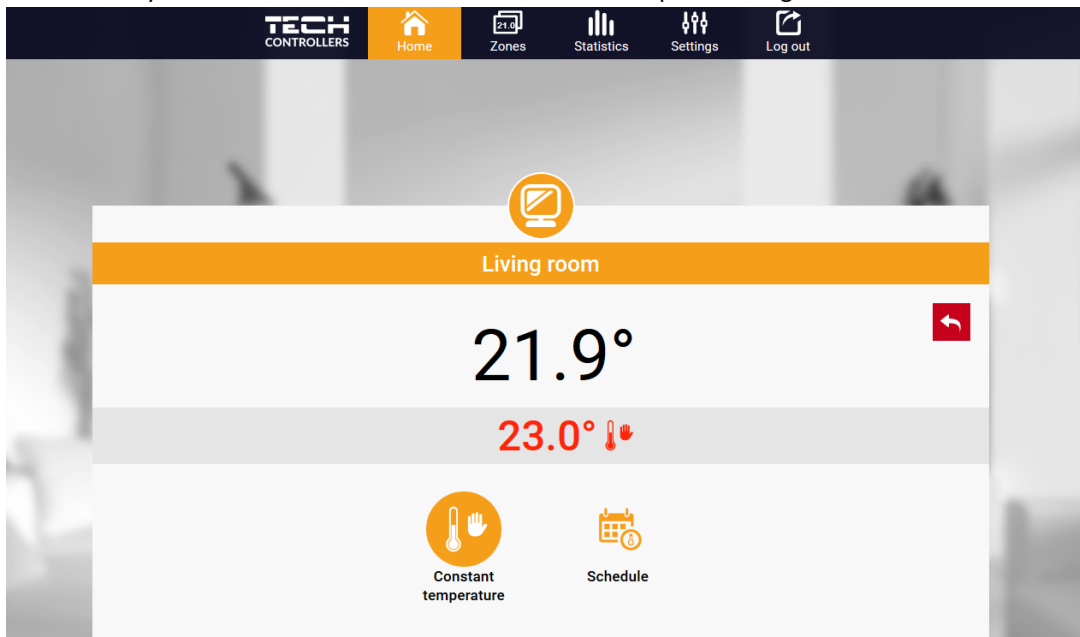 TECH
CONTROLLERS
Home
21.0
Zones
Statistics
Settings
Log out
Living room
21.9°
23.0°
Constant
temperature
Schedule